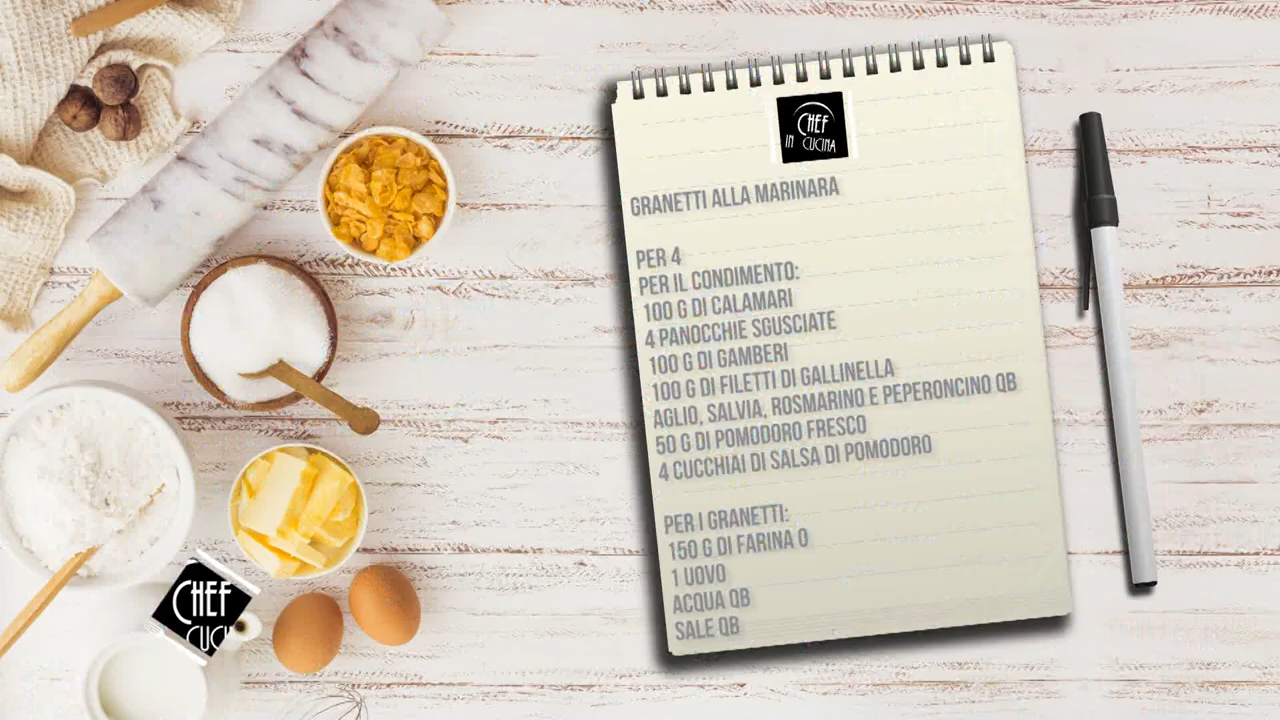 CHEF
IN CUCINA
GRANETTI ALLA MARINARA
PER 4
PER IL CONDIMENTO:
100 G DI CALAMARI
4 PANOCCHIE SGUSCIATE
100 G DI GAMBERI
100 G DI FILETTI DI GALLINELLA
AGLIO, SALVIA, ROSMARINO E PEPERONCINO QB
50 G DI POMODORO FRESCO
4 CUCCHIAI DI SALSA DI POMODORO
PER I GRANETTI:
150 G DI FARINA 0
1 UOVO
ACQUA QB
SALE QB
CHEF
CUCI